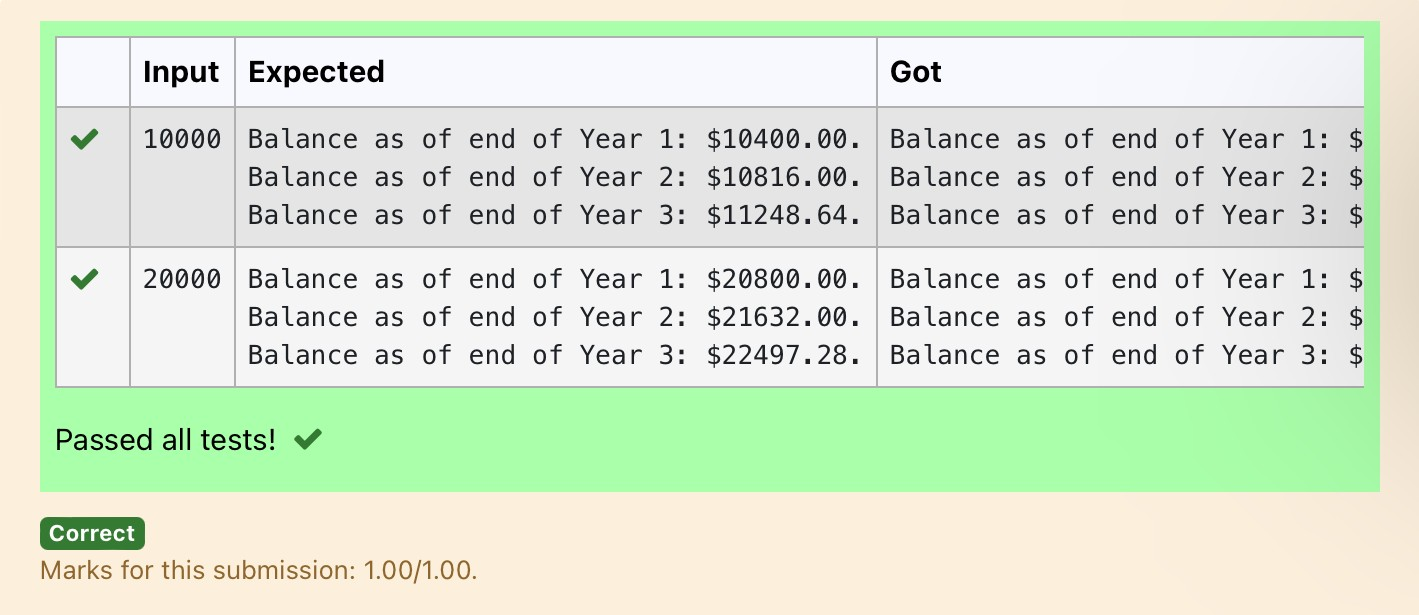 Input Expected Got
10000 Balance as of end of Year 1: $10400.00. Balance as of end of Year 1: $
Balance as of end of Year 2: $10816.00. Balance as of end of Year 2: $
Balance as of end of Year 3: $11248.64. Balance as of end of Year 3: $
20000 Balance as of end of Year 1: $20800.00. Balance as of end of Year 1: $
Balance as of end of Year 2: $21632.00. Balance as of end of Year 2: $
Balance as of end of Year 3: $22497.28. Balance as of end of Year 3: $
Passed all tests!
Correct
Marks for this submission: 1.00/1.00.